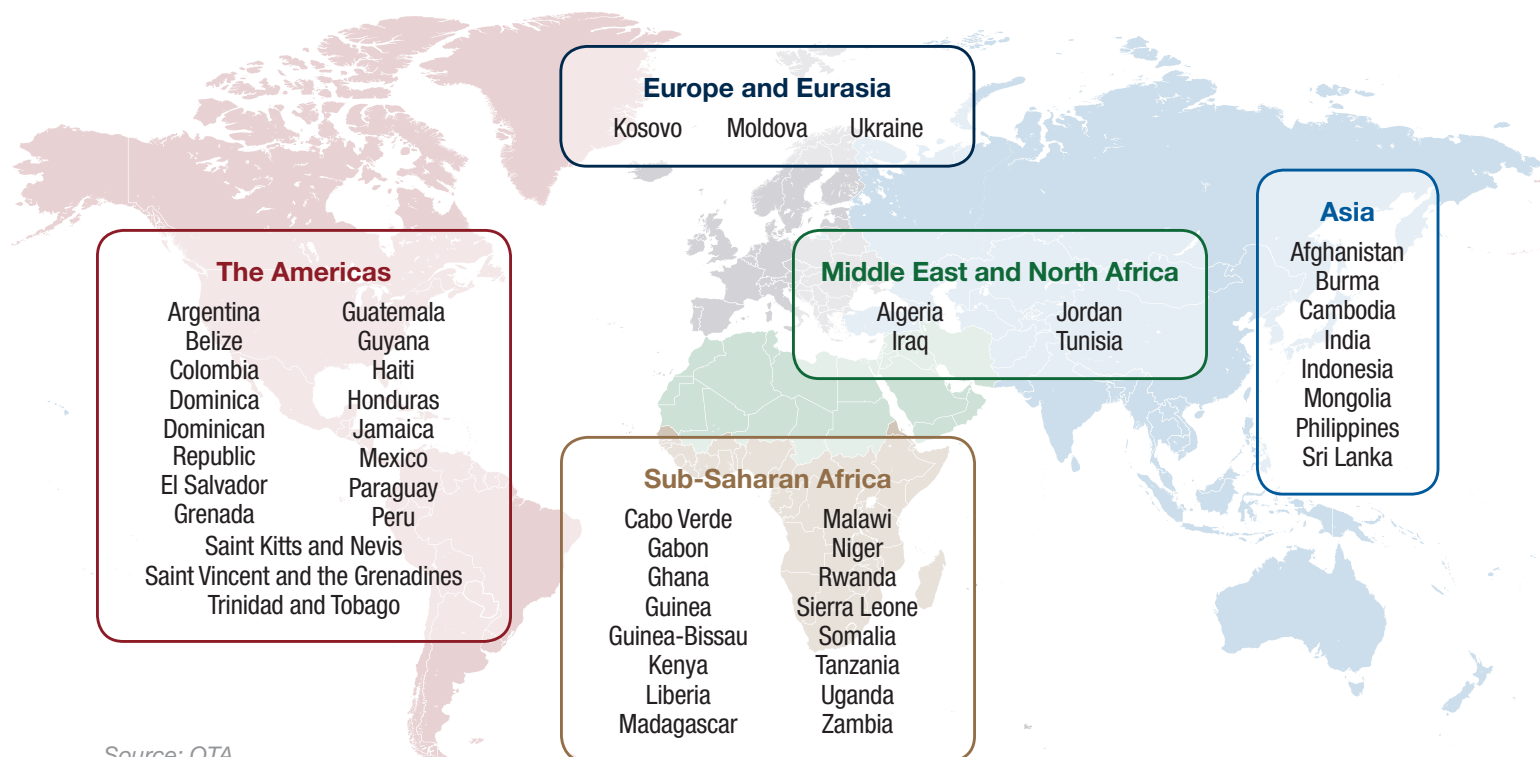 Europe and Eurasia
Kosovo Moldova Ukraine
Asia
Afghanistan
Burma
Cambodia
India
Indonesia
Mongolia
Philippines
Sri Lanka
The Americas
Argentina Guatemala
Belize Guyana
Colombia Haiti
Dominica Honduras
Dominican Jamaica
Republic Mexico
El Salvador Paraguay
Grenada Peru
Saint Kitts and Nevis
Saint Vincent and the Grenadines
Trinidad and Tobago
Middle East and North Africa
Algeria Jordan
Iraq Tunisia
Sub-Saharan Africa
Cabo Verde Malawi
Gabon Niger
Ghana Rwanda
Guinea Sierra Leone
Guinea-Bissau Somalia
Kenya Tanzania
Liberia Uganda
Madagascar Zambia
Source: OTA